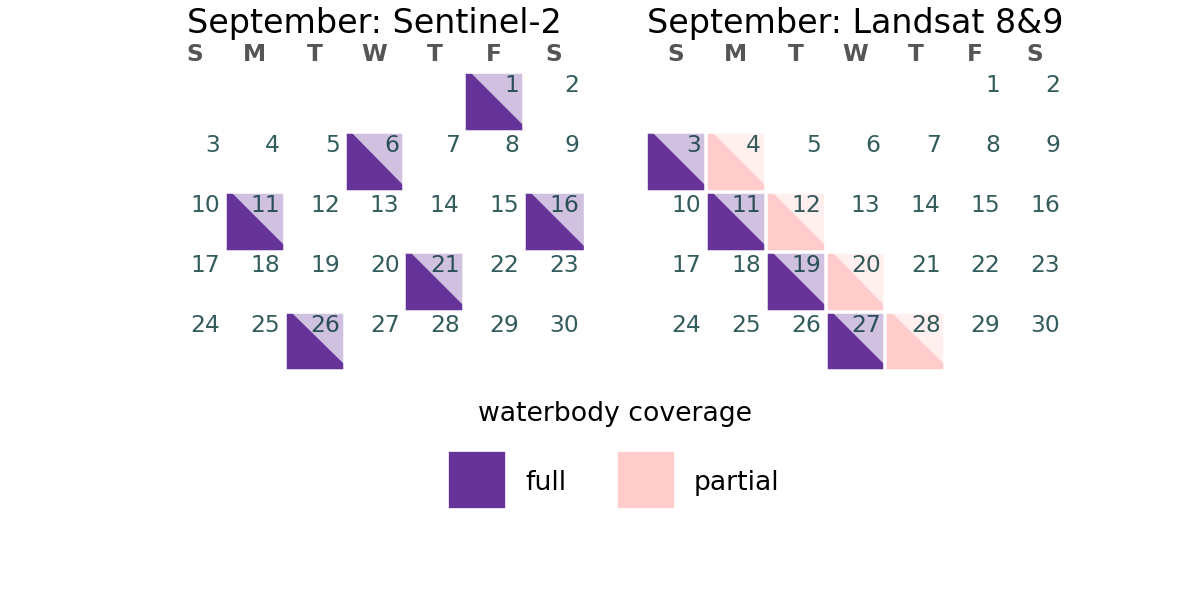 September: Sentinel-2
S M T W T F S
1 2
3 4 5 6 7 8 9
10 11 12 13 14 15 16
17 18 19 20 21 22 23
24 25 26 27 28 29 30
September: Landsat 8&9
S M T W T F S
1 2
3 4 5 6 7 8 9
10 11 12 13 14 15 16
17 18 19 20 21 22 23
24 25 26 27 28 29 30
waterbody coverage
full partial